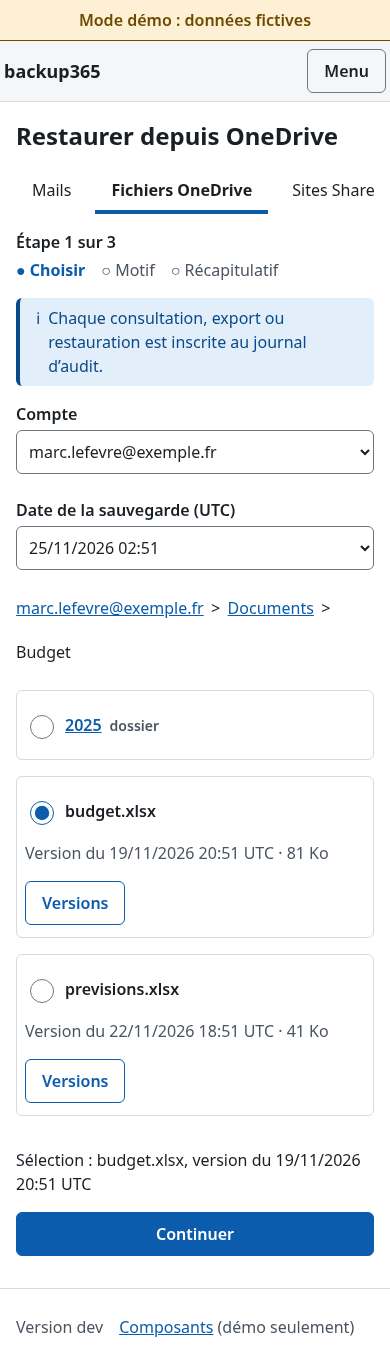 Mode démo : données fictives
backup365
Menu
Restaurer depuis OneDrive
Mails
Fichiers OneDrive
Sites Share
Étape 1 sur 3
Choisir
Motif
Récapitulatif
i Chaque consultation, export ou
restauration est inscrite au journal
d’audit.
Compte
marc.lefevre@exemple.fr
Date de la sauvegarde (UTC)
25/11/2026 02:51
marc.lefevre@exemple.fr > Documents >
Budget
2025 dossier
budget.xlsx
Version du 19/11/2026 20:51 UTC · 81 Ko
Versions
previsions.xlsx
Version du 22/11/2026 18:51 UTC · 41 Ko
Versions
Sélection : budget.xlsx, version du 19/11/2026
20:51 UTC
Continuer
Version dev Composants (démo seulement)